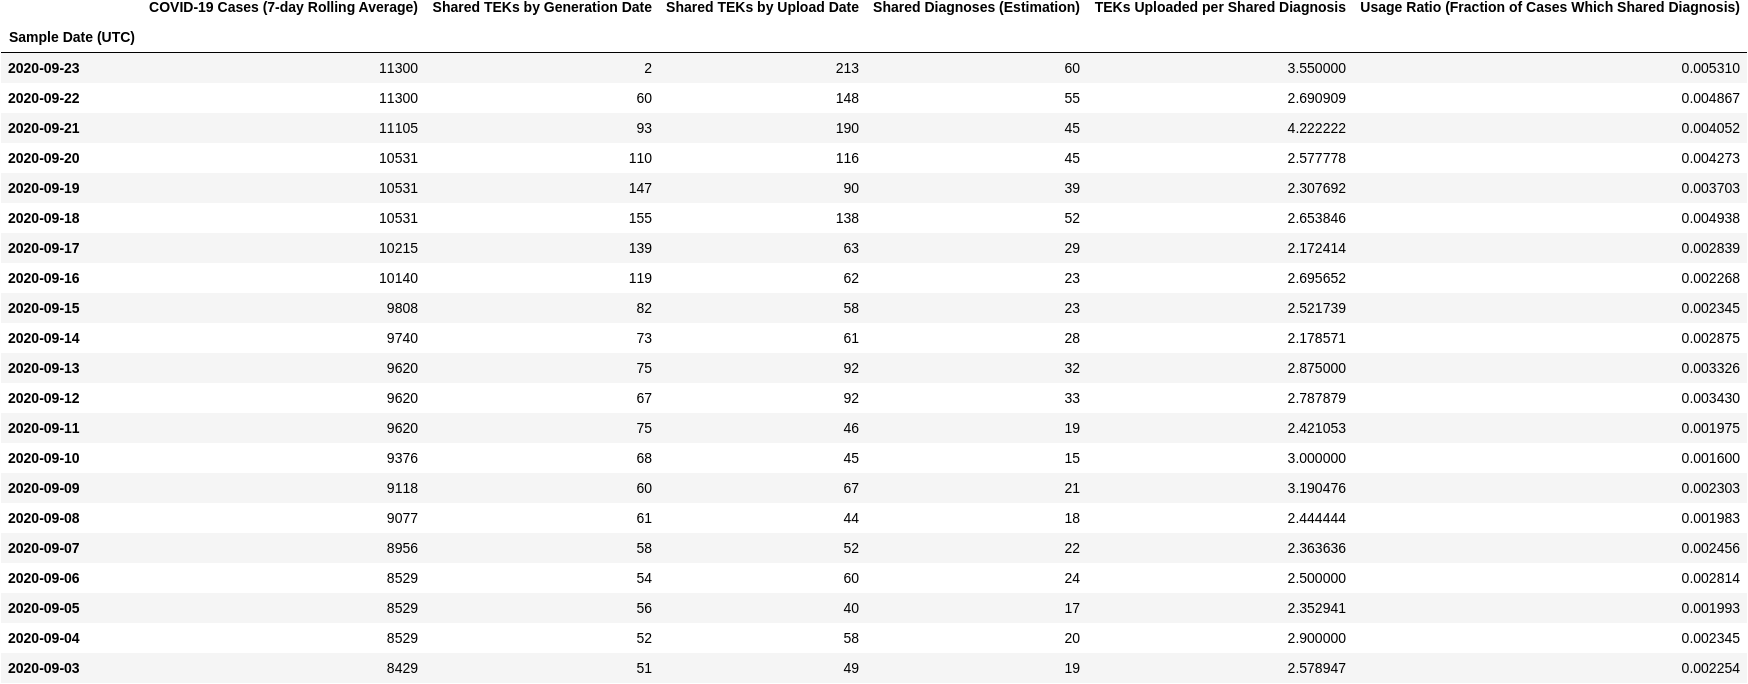 COVID-19 Cases (7-day Rolling Average) Shared TEKs by Generation Date Shared TEKs by Upload Date Shared Diagnoses (Estimation) TEKs Uploaded per Shared Diagnosis Usage Ratio (Fraction of Cases Which Shared Diagnosis)
Sample Date (UTC)
2020-09-23 11300 2 213 60 3.550000 0.005310
2020-09-22 11300 60 148 55 2.690909 0.004867
2020-09-21 11105 93 190 45 4.222222 0.004052
2020-09-20 10531 110 116 45 2.577778 0.004273
2020-09-19 10531 147 90 39 2.307692 0.003703
2020-09-18 10531 155 138 52 2.653846 0.004938
2020-09-17 10215 139 63 29 2.172414 0.002839
2020-09-16 10140 119 62 23 2.695652 0.002268
2020-09-15 9808 82 58 23 2.521739 0.002345
2020-09-14 9740 73 61 28 2.178571 0.002875
2020-09-13 9620 75 92 32 2.875000 0.003326
2020-09-12 9620 67 92 33 2.787879 0.003430
2020-09-11 9620 75 46 19 2.421053 0.001975
2020-09-10 9376 68 45 15 3.000000 0.001600
2020-09-09 9118 60 67 21 3.190476 0.002303
2020-09-08 9077 61 44 18 2.444444 0.001983
2020-09-07 8956 58 52 22 2.363636 0.002456
2020-09-06 8529 54 60 24 2.500000 0.002814
2020-09-05 8529 56 40 17 2.352941 0.001993
2020-09-04 8529 52 58 20 2.900000 0.002345
2020-09-03 8429 51 49 19 2.578947 0.002254